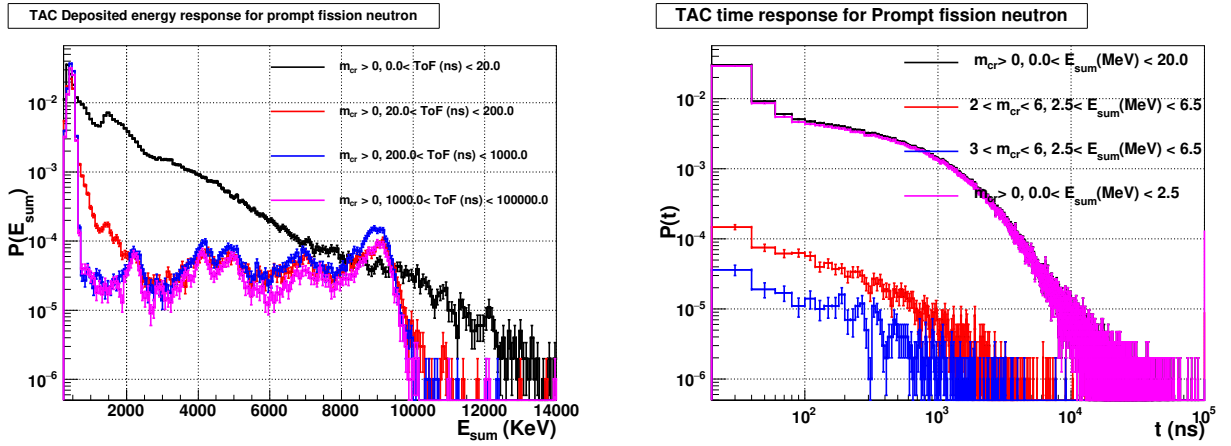 TAC Deposited energy response for prompt fission neutron
m_cr > 0, 0.0< ToF (ns) < 20.0
m_cr > 0, 20.0< ToF (ns) < 200.0
m_cr > 0, 200.0< ToF (ns) < 1000.0
m_cr > 0, 1000.0< ToF (ns) < 100000.0
P(E_sum)
10^-2
10^-3
10^-4
10^-5
10^-6
2000 4000 6000 8000 10000 12000 14000
E_sum (KeV)
TAC time response for Prompt fission neutron
m_cr> 0, 0.0< E_sum(MeV) < 20.0
2 < m_cr< 6, 2.5< E_sum(MeV) < 6.5
3 < m_cr< 6, 2.5< E_sum(MeV) < 6.5
m_cr> 0, 0.0< E_sum(MeV) < 2.5
P(t)
10^-2
10^-3
10^-4
10^-5
10^-6
10^2 10^3 10^4 10^5
t (ns)